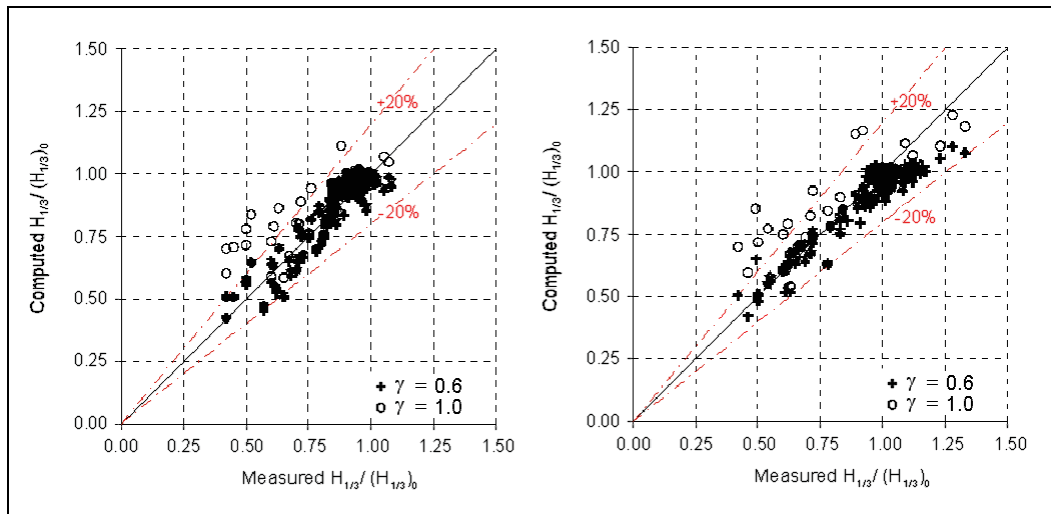 1.50
1.25
1.00
0.75
0.50
0.25
0.00
Computed H1/3/ (H1/3)0
+20%
−20%
+ γ = 0.6
o γ = 1.0
0.00 0.25 0.50 0.75 1.00 1.25 1.50
Measured H1/3/ (H1/3)0
1.50
1.25
1.00
0.75
0.50
0.25
0.00
Computed H1/3/ (H1/3)0
+20%
−20%
+ γ = 0.6
o γ = 1.0
0.00 0.25 0.50 0.75 1.00 1.25 1.50
Measured H1/3/ (H1/3)0